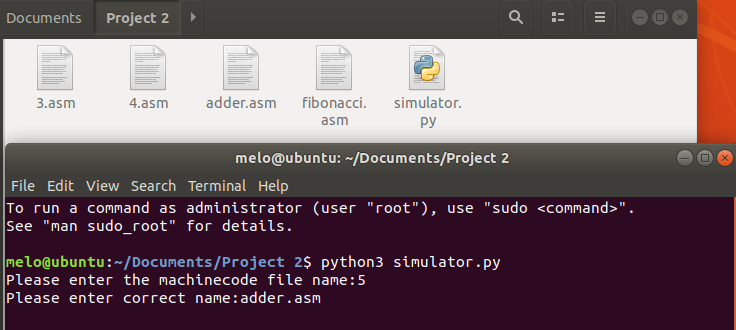 Documents
Project 2
3.asm
4.asm
adder.asm
fibonacci.
asm
simulator.
py
melo@ubuntu: ~/Documents/Project 2
File Edit View Search Terminal Help
To run a command as administrator (user "root"), use "sudo <command>".
See "man sudo_root" for details.
melo@ubuntu:~/Documents/Project 2$ python3 simulator.py
Please enter the machinecode file name:5
Please enter correct name:adder.asm